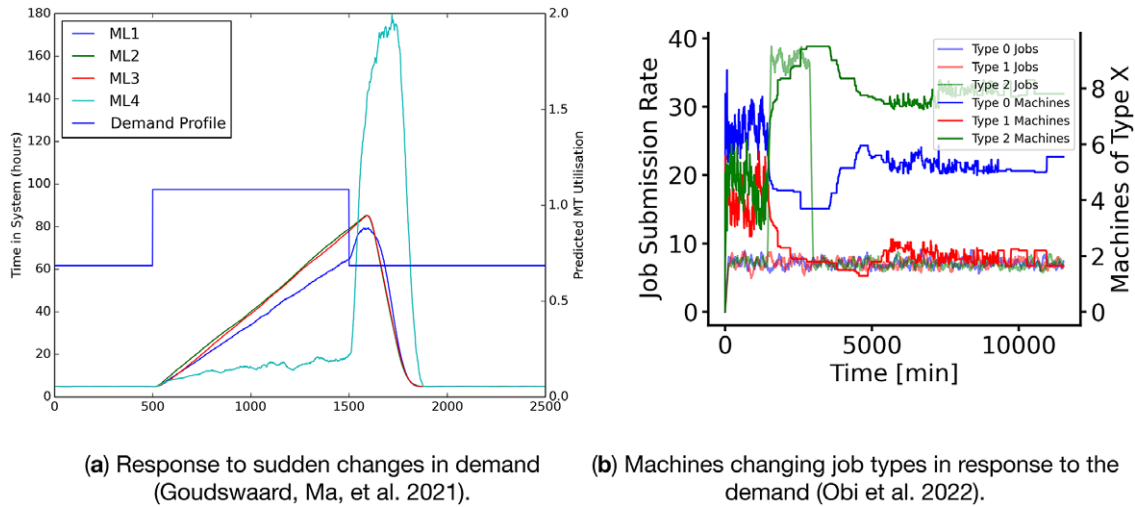 180
160
140
120
100
80
60
40
20
0
Time in System (hours)
ML1
ML2
ML3
ML4
Demand Profile
2.0
1.5
1.0
0.5
0.0
Predicted MT Utilisation
0 500 1000 1500 2000 2500
40
30
20
10
0
Job Submission Rate
Type 0 Jobs
Type 1 Jobs
Type 2 Jobs
Type 0 Machines
Type 1 Machines
Type 2 Machines
8
6
4
2
0
Machines of Type X
0 5000 10000
Time [min]
(a) Response to sudden changes in demand
(Goudswaard, Ma, et al. 2021).
(b) Machines changing job types in response to the
demand (Obi et al. 2022).